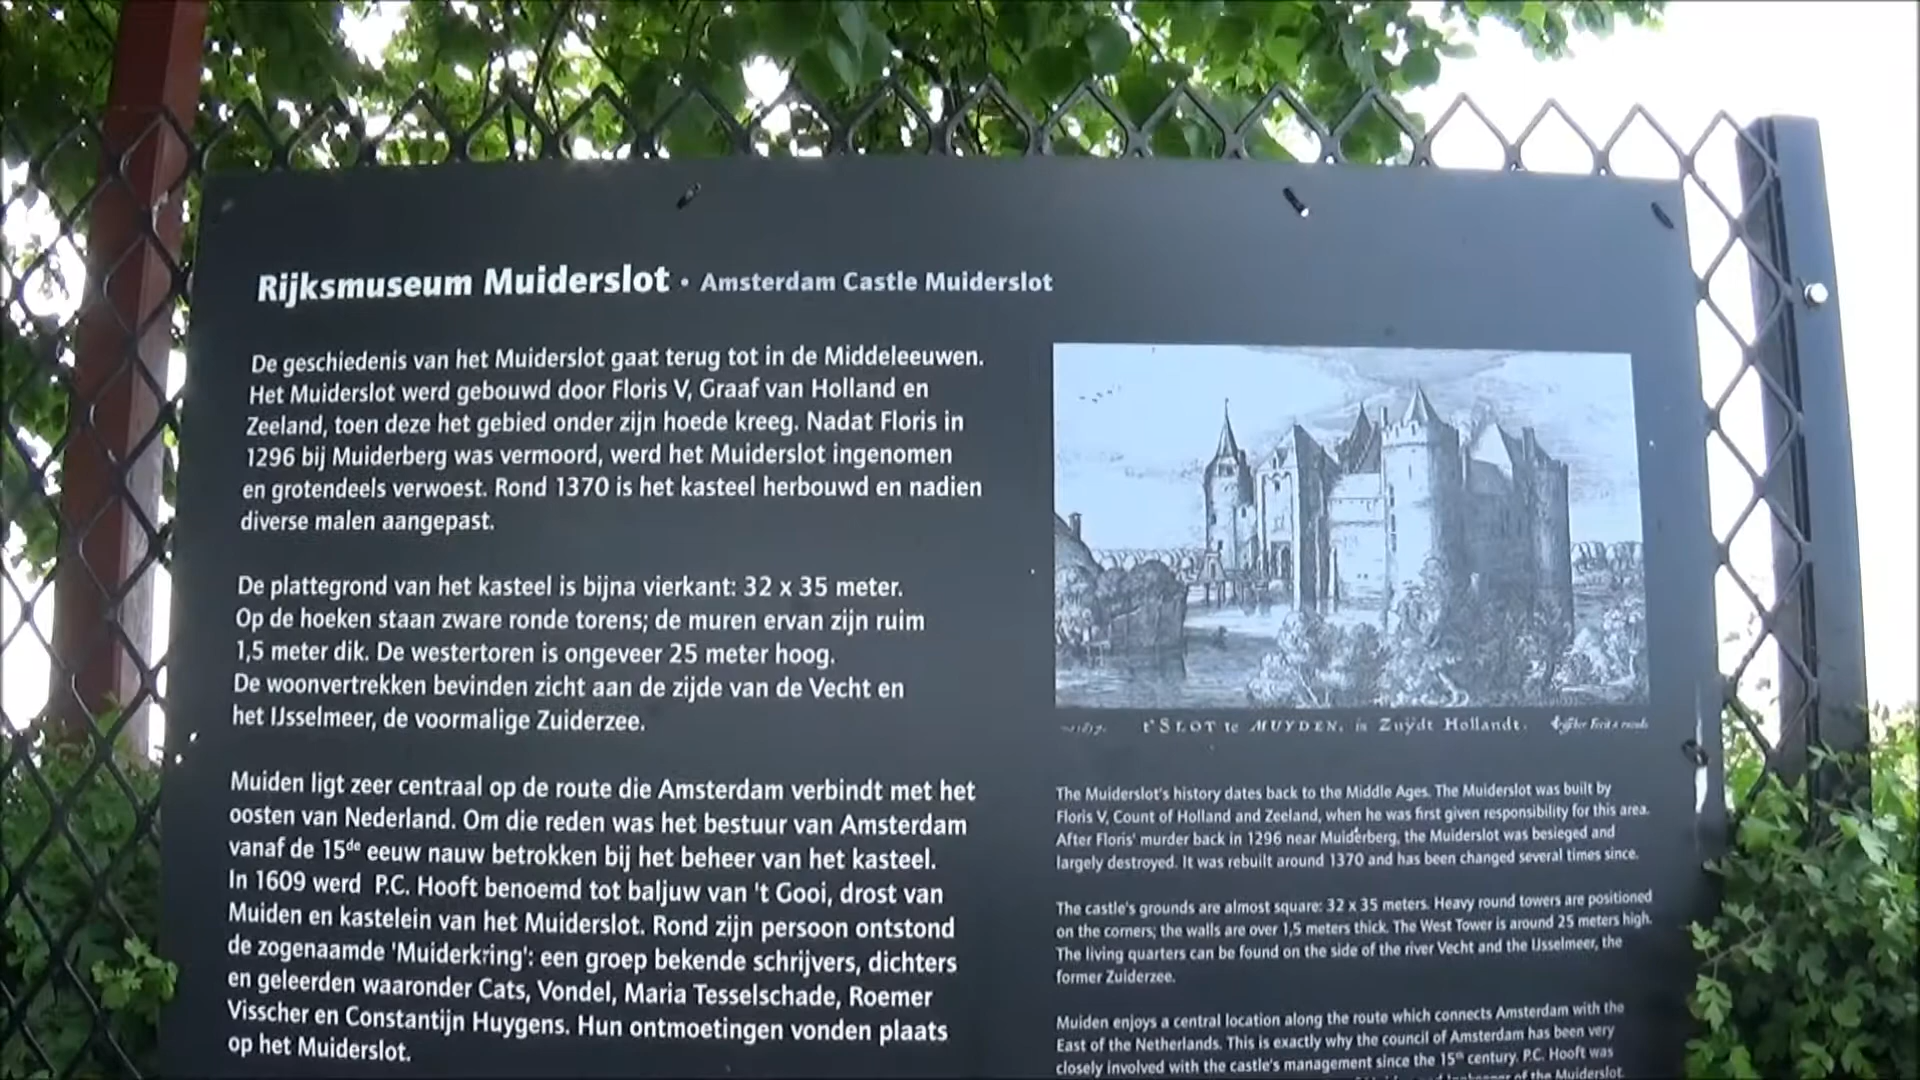 Rijksmuseum Muiderslot • Amsterdam Castle Muiderslot
De geschiedenis van het Muiderslot gaat terug tot in de Middeleeuwen.
Het Muiderslot werd gebouwd door Floris V, Graaf van Holland en
Zeeland, toen deze het gebied onder zijn hoede kreeg. Nadat Floris in
1296 bij Muiderberg was vermoord, werd het Muiderslot ingenomen
en grotendeels verwoest. Rond 1370 is het kasteel herbouwd en nadien
diverse malen aangepast.
De plattegrond van het kasteel is bijna vierkant: 32 x 35 meter.
Op de hoeken staan zware ronde torens; de muren ervan zijn ruim
1,5 meter dik. De westertoren is ongeveer 25 meter hoog.
De woonvertrekken bevinden zicht aan de zijde van de Vecht en
het IJsselmeer, de voormalige Zuiderzee.
Muiden ligt zeer centraal op de route die Amsterdam verbindt met het
oosten van Nederland. Om die reden was het bestuur van Amsterdam
vanaf de 15de eeuw nauw betrokken bij het beheer van het kasteel.
In 1609 werd P.C. Hooft benoemd tot baljuw van 't Gooi, drost van
Muiden en kastelein van het Muiderslot. Rond zijn persoon ontstond
de zogenaamde 'Muiderkring': een groep bekende schrijvers, dichters
en geleerden waaronder Cats, Vondel, Maria Tesselschade, Roemer
Visscher en Constantijn Huygens. Hun ontmoetingen vonden plaats
op het Muiderslot.
t'SLOT te MUYDEN. in Zuÿdt Hollandt.
The Muiderslot's history dates back to the Middle Ages. The Muiderslot was built by
Floris V, Count of Holland and Zeeland, when he was first given responsibility for this area.
After Floris' murder back in 1296 near Muiderberg, the Muiderslot was besieged and
largely destroyed. It was rebuilt around 1370 and has been changed several times since.
The castle's grounds are almost square: 32 x 35 meters. Heavy round towers are positioned
on the corners; the walls are over 1,5 meters thick. The West Tower is around 25 meters high.
The living quarters can be found on the side of the river Vecht and the IJsselmeer, the
former Zuiderzee.
Muiden enjoys a central location along the route which connects Amsterdam with the
East of the Netherlands. This is exactly why the council of Amsterdam has been very
closely involved with the castle's management since the 15th century. P.C. Hooft was
of the Muiderslot.